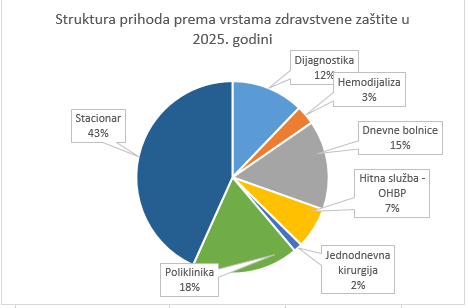 Struktura prihoda prema vrstama zdravstvene zaštite u
2025. godini
Dijagnostika
12%
Hemodijaliza
3%
Dnevne bolnice
15%
Hitna služba -
OHBP
7%
Jednodnevna
kirurgija
2%
Poliklinika
18%
Stacionar
43%